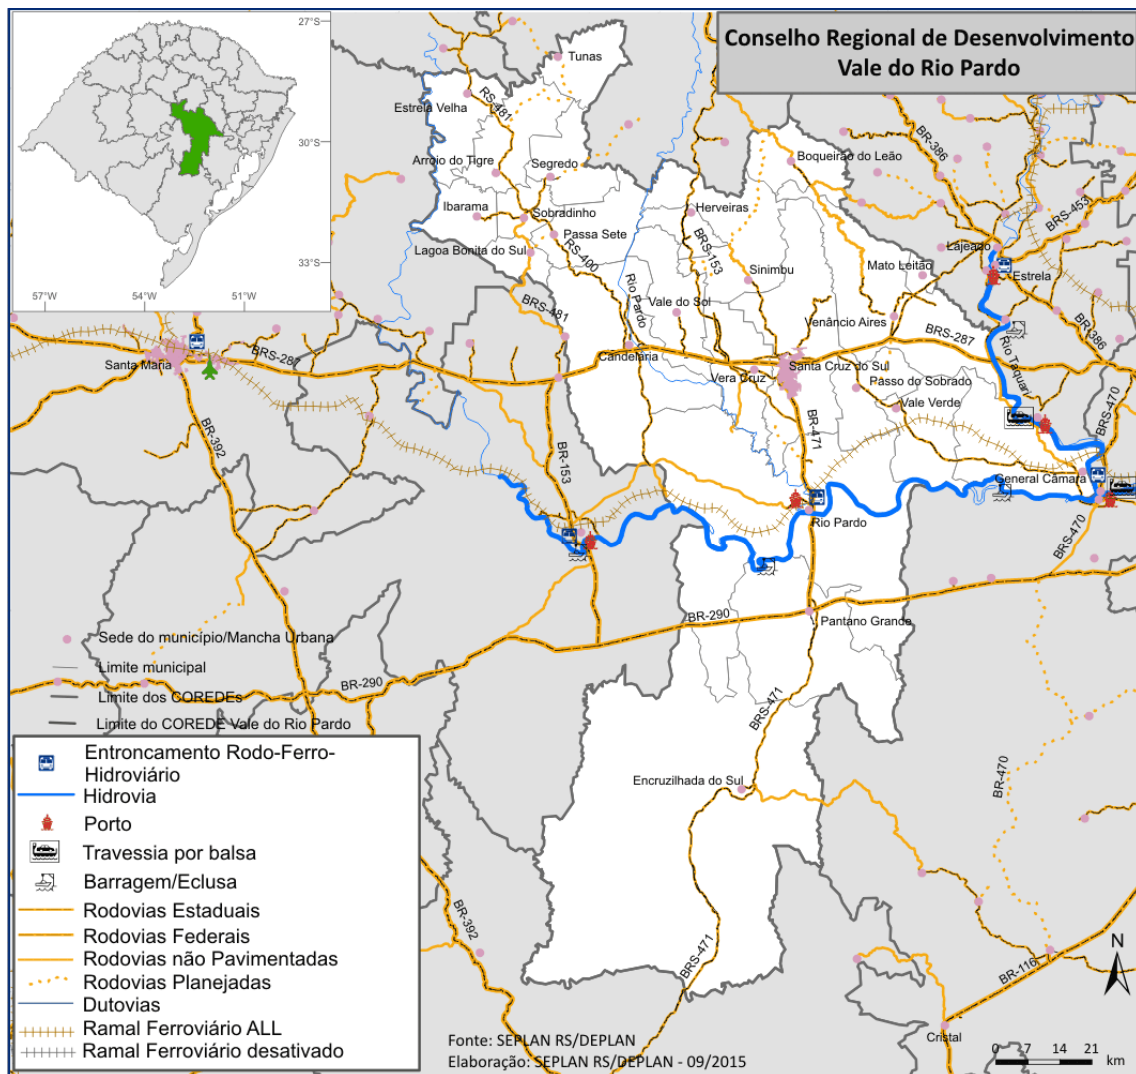 Conselho Regional de Desenvolvimento
Vale do Rio Pardo
27°S
30°S
33°S
57°W
54°W
51°W
Tunas
Estrela Velha
RS-481
Arroio do Tigre
Segredo
Ibarama
Sobradinho
Passa Sete
Lagoa Bonita do Sul
RS-400
BRS-481
Boqueirão do Leão
BR-386
BRS-453
Herveiras
BRS-153
Lajeado
Estrela
Sinimbu
Mato Leitão
Rio Pardo
Vale do Sol
Venâncio Aires
BRS-287
BR-386
Rio Taquari
Santa Maria
BRS-287
Candelária
Santa Cruz do Sul
Vera Cruz
Passo do Sobrado
Vale Verde
BRS-470
BR-392
BR-153
BR-471
General Câmara
Rio Pardo
BRS-470
BR-290
Pantano Grande
Sede do município/Mancha Urbana
Limite municipal
BR-290
Limite dos COREDEs
Limite do COREDE Vale do Rio Pardo
BRS-471
BR-470
Encruzilhada do Sul
Entroncamento Rodo-Ferro-
Hidroviário
Hidrovia
Porto
Travessia por balsa
Barragem/Eclusa
Rodovias Estaduais
Rodovias Federais
Rodovias não Pavimentadas
Rodovias Planejadas
Dutovias
Ramal Ferroviário ALL
Ramal Ferroviário desativado
BR-392
BRS-471
BR-116
N
Cristal
Fonte: SEPLAN RS/DEPLAN
Elaboração: SEPLAN RS/DEPLAN - 09/2015
0 7 14 21
km